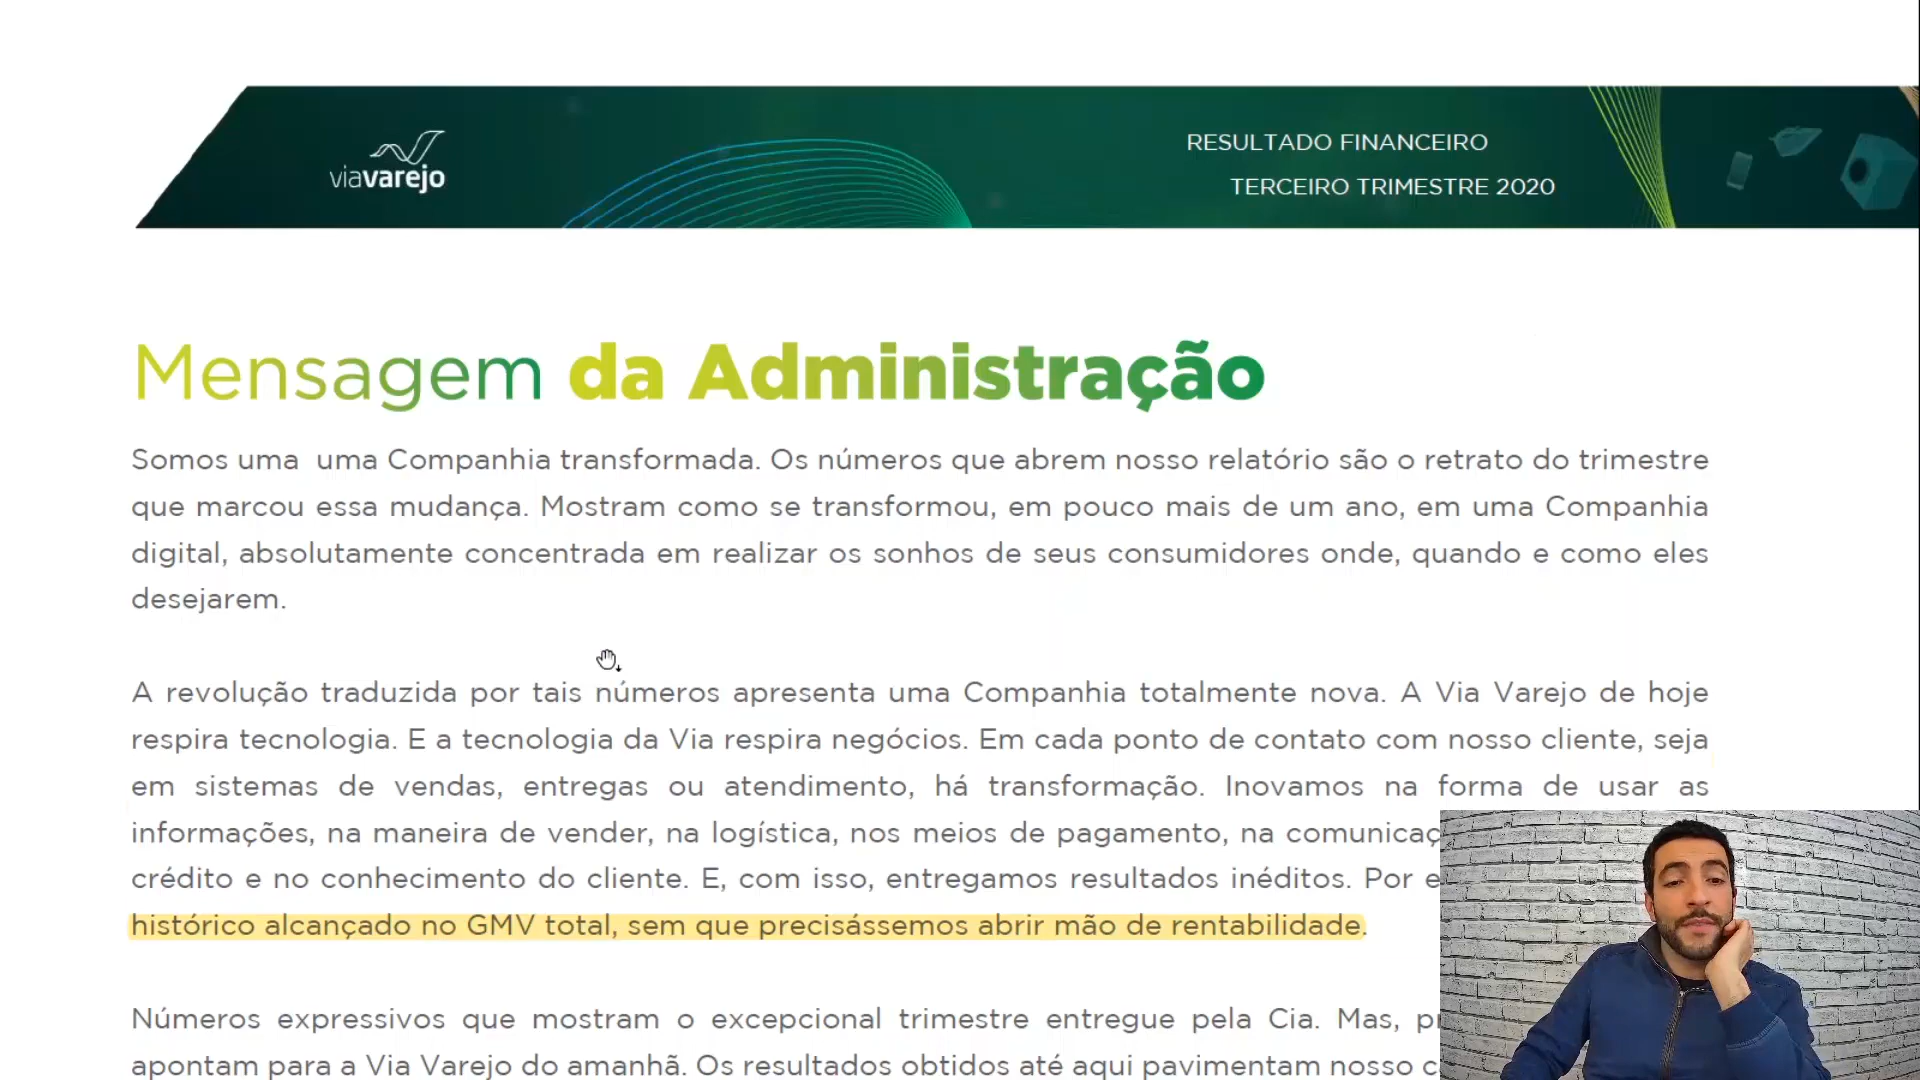 viavarejo
RESULTADO FINANCEIRO
TERCEIRO TRIMESTRE 2020
Mensagem da Administração
Somos uma  uma Companhia transformada. Os números que abrem nosso relatório são o retrato do trimestre
que marcou essa mudança. Mostram como se transformou, em pouco mais de um ano, em uma Companhia
digital, absolutamente concentrada em realizar os sonhos de seus consumidores onde, quando e como eles
desejarem.
A revolução traduzida por tais números apresenta uma Companhia totalmente nova. A Via Varejo de hoje
respira tecnologia. E a tecnologia da Via respira negócios. Em cada ponto de contato com nosso cliente, seja
em sistemas de vendas, entregas ou atendimento, há transformação. Inovamos na forma de usar as
informações, na maneira de vender, na logística, nos meios de pagamento, na
crédito e no conhecimento do cliente. E, com isso, entregamos resultados inéditos. Por
histórico alcançado no GMV total, sem que precisássemos abrir mão de rentabilidade.
Números expressivos que mostram o excepcional trimestre entregue pela Cia. Mas,
apontam para a Via Varejo do amanhã. Os resultados obtidos até aqui pavimentam nosso